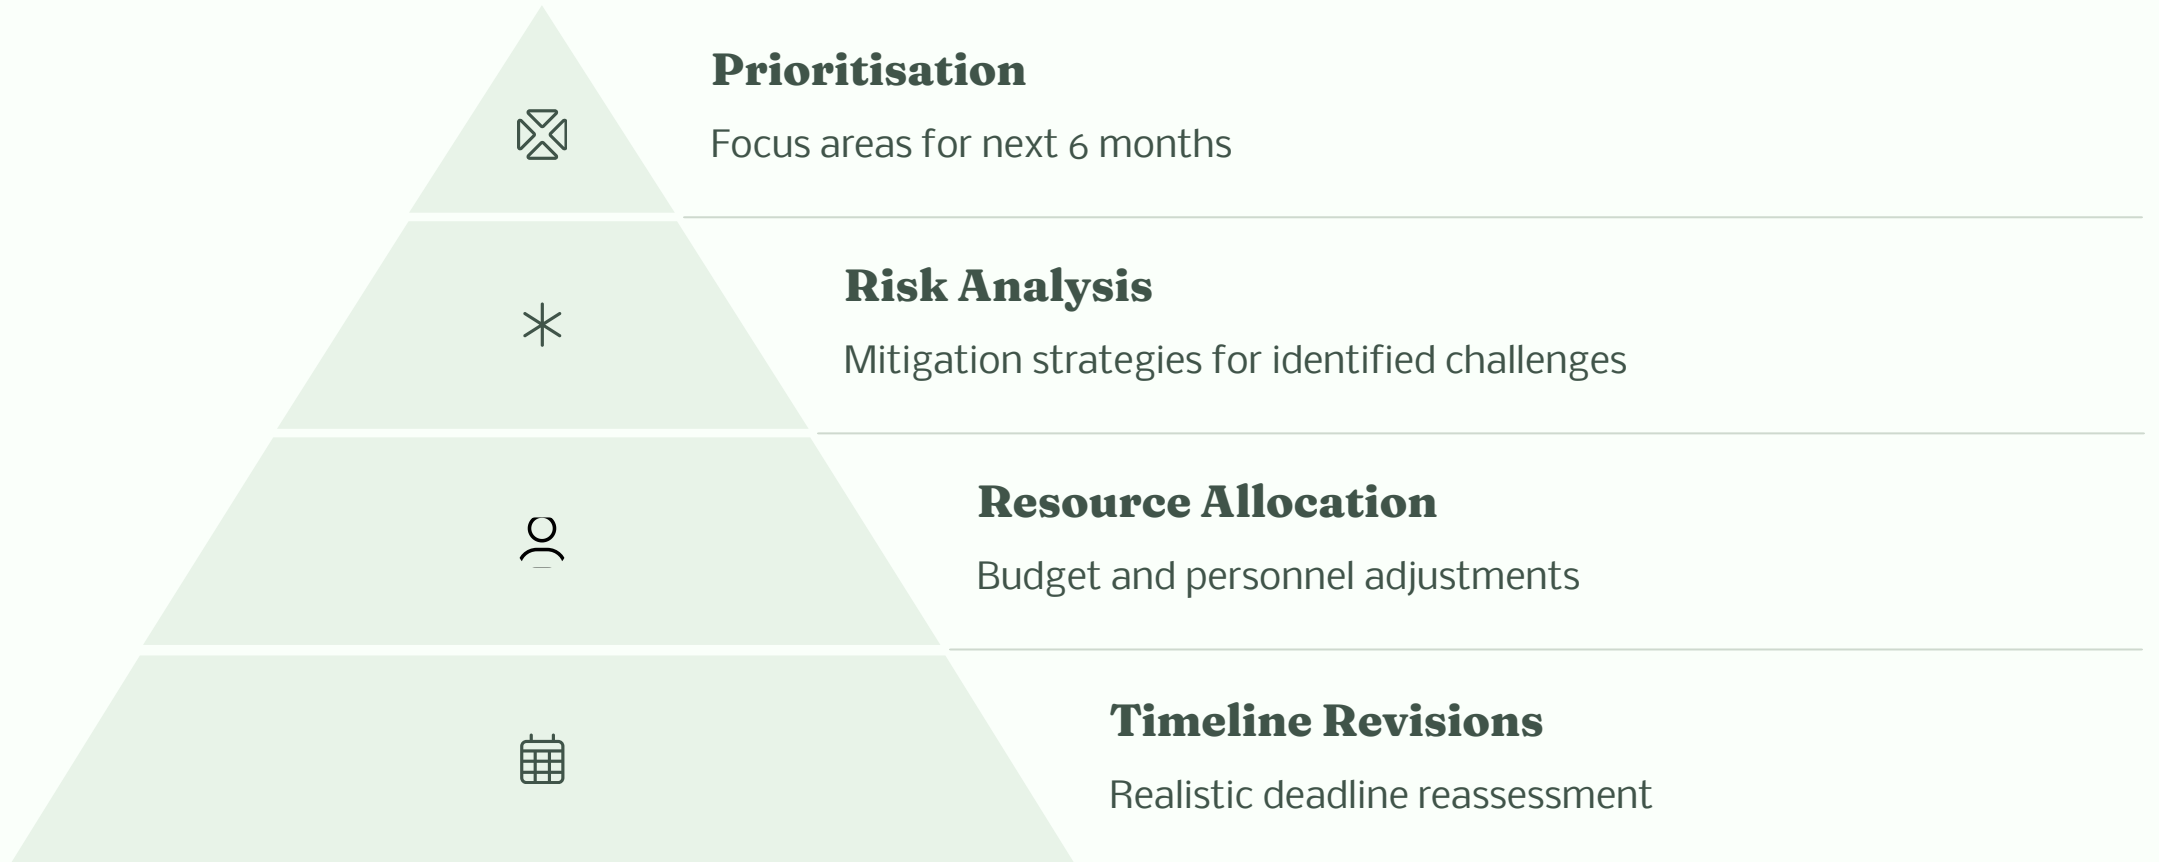 Prioritisation
Focus areas for next 6 months
Risk Analysis
Mitigation strategies for identified challenges
Resource Allocation
Budget and personnel adjustments
Timeline Revisions
Realistic deadline reassessment